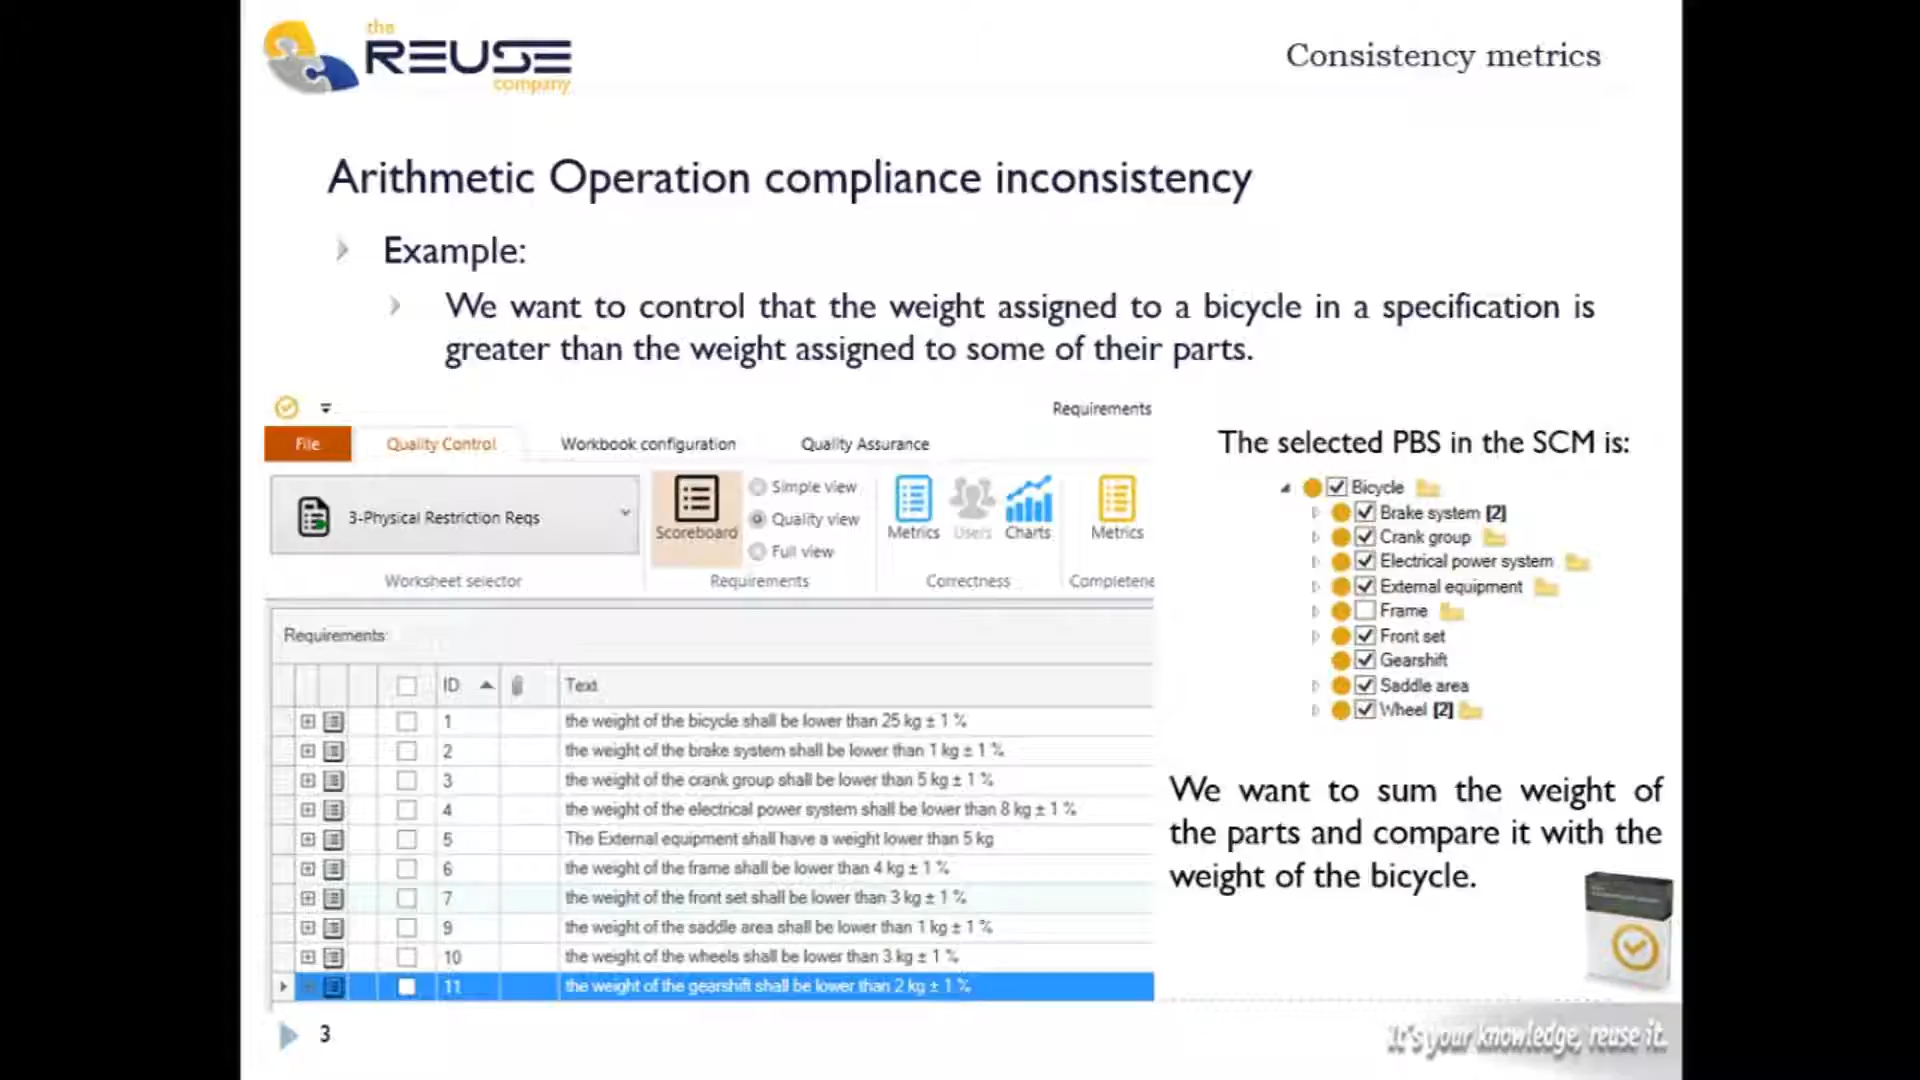 the
REUSE
company
Consistency metrics
Arithmetic Operation compliance inconsistency
Example:
We want to control that the weight assigned to a bicycle in a specification is
greater than the weight assigned to some of their parts.
Requirements
File Quality Control Workbook configuration Quality Assurance
3-Physical Restriction Reqs
Scoreboard
Simple view
Quality view
Full view
Metrics Users Charts Metrics
Worksheet selector Requirements Correctness Completene
Requirements:
ID Text
1 the weight of the bicycle shall be lower than 25 kg ± 1 %
2 the weight of the brake system shall be lower than 1 kg ± 1 %
3 the weight of the crank group shall be lower than 5 kg ± 1 %
4 the weight of the electrical power system shall be lower than 8 kg ± 1 %
5 The External equipment shall have a weight lower than 5 kg
6 the weight of the frame shall be lower than 4 kg ± 1 %
7 the weight of the front set shall be lower than 3 kg ± 1 %
9 the weight of the saddle area shall be lower than 1 kg ± 1 %
10 the weight of the wheels shall be lower than 3 kg ± 1 %
11 the weight of the gearshift shall be lower than 2 kg ± 1 %
The selected PBS in the SCM is:
Bicycle
Brake system [2]
Crank group
Electrical power system
External equipment
Frame
Front set
Gearshift
Saddle area
Wheel [2]
We want to sum the weight of
the parts and compare it with the
weight of the bicycle.
3
It's your knowledge, reuse it.